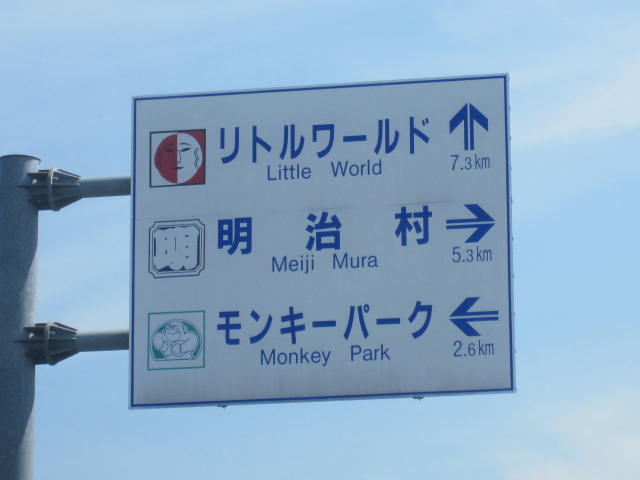 リトルワールド
Little World
7.3km
明治村
Meiji Mura
5.3km
モンキーパーク
Monkey Park
2.6km